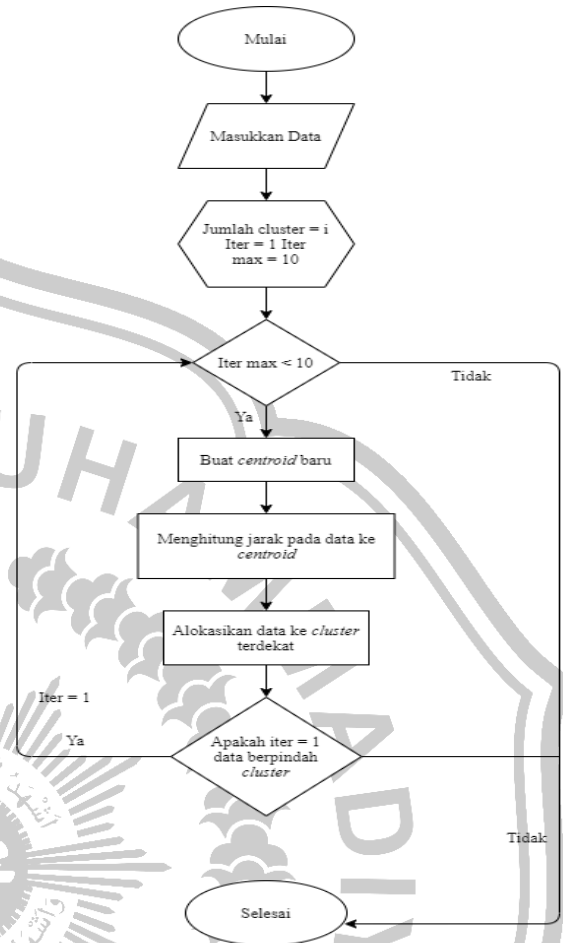 Mulai
Masukkan Data
Jumlah cluster = i
Iter = 1 Iter
max = 10
Iter max < 10
Tidak
Ya
Buat centroid baru
Menghitung jarak pada data ke
centroid
Alokasikan data ke cluster
terdekat
Iter = 1
Ya
Apakah iter = 1
data berpindah
cluster
Tidak
Selesai
UHAMMADIY